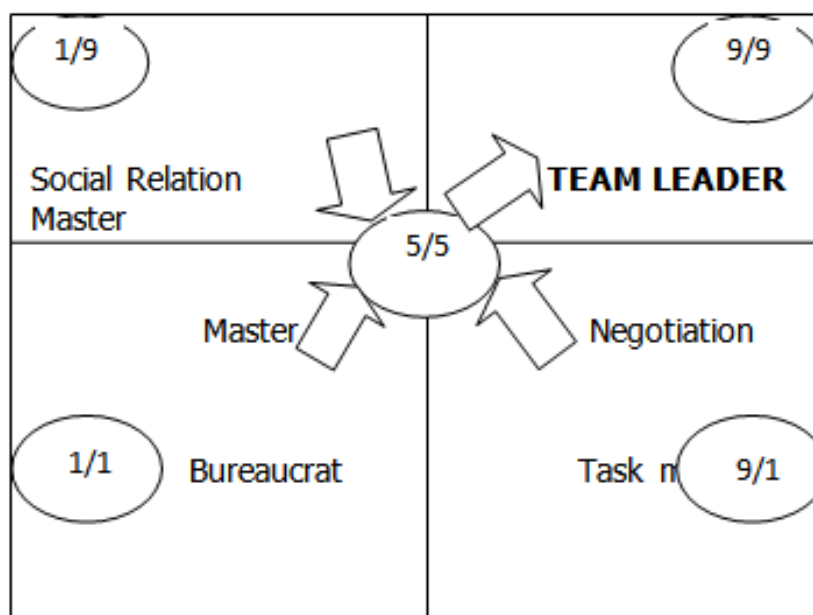 1/9
9/9
Social Relation
Master
TEAM LEADER
5/5
Master
Negotiation
1/1
Bureaucrat
Task
9/1